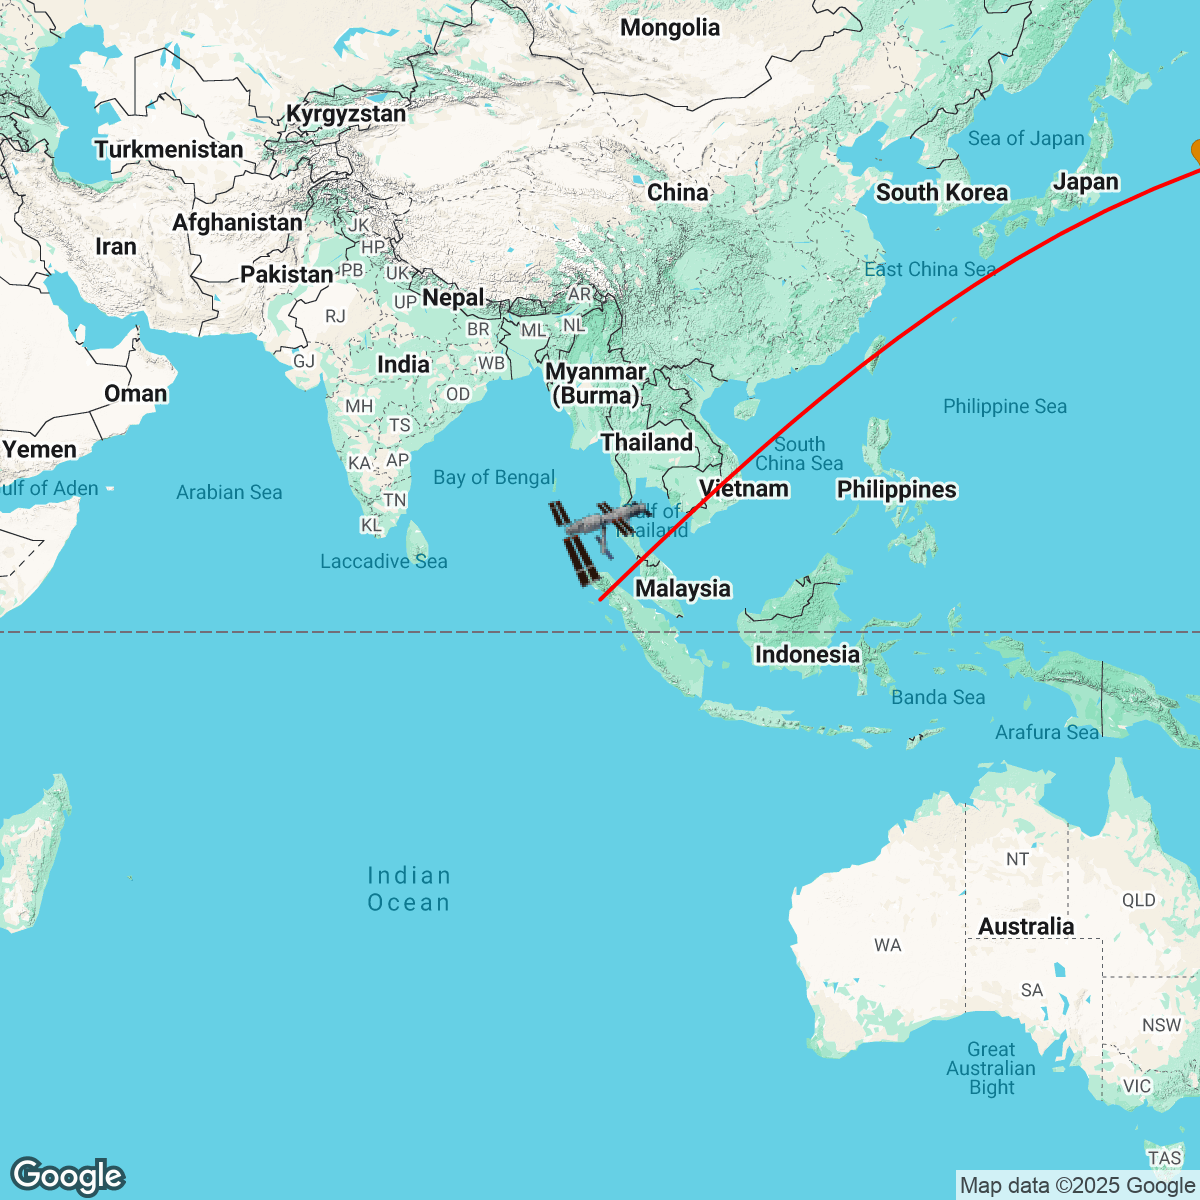 Mongolia
Kyrgyzstan
Turkmenistan
Sea of Japan
China
South Korea
Japan
Afghanistan
JK
Iran
HP
Pakistan
PB
UK
East China Sea
Nepal
UP
AR
RJ
BR
ML
NL
GJ
India
WB
Myanmar
(Burma)
Oman
OD
MH
Philippine Sea
TS
Thailand
South
China Sea
Yemen
KA
AP
Bay of Bengal
ulf of Aden
Arabian Sea
Vietnam
Philippines
TN
KL
ulf of
Thailand
Laccadive Sea
Malaysia
Indonesia
Banda Sea
Arafura Sea
NT
Indian
Ocean
QLD
Australia
WA
SA
NSW
Great
Australian
Bight
VIC
TAS
Google
Map data ©2025 Google